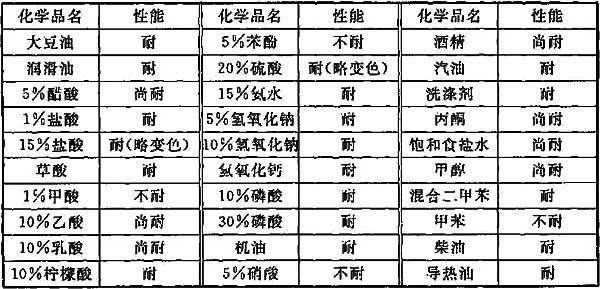 化学品名 性能 化学品名 性能 化学品名 性能
大豆油 耐 5%苯酚 不耐 酒精 尚耐
润滑油 耐 20%硫酸 耐(略变色) 汽油 耐
5%醋酸 尚耐 15%氨水 耐 洗涤剂 耐
1%盐酸 耐 5%氢氧化钠 耐 丙酮 尚耐
15%盐酸 耐(略变色) 10%氢氧化钠 耐 饱和食盐水 尚耐
草酸 耐 氢氧化钙 耐 甲醇 尚耐
1%甲酸 不耐 10%磷酸 耐 混合二甲苯 耐
10%乙酸 尚耐 30%磷酸 耐 甲苯 不耐
10%乳酸 尚耐 机油 耐 柴油 耐
10%柠檬酸 耐 5%硝酸 不耐 导热油 耐